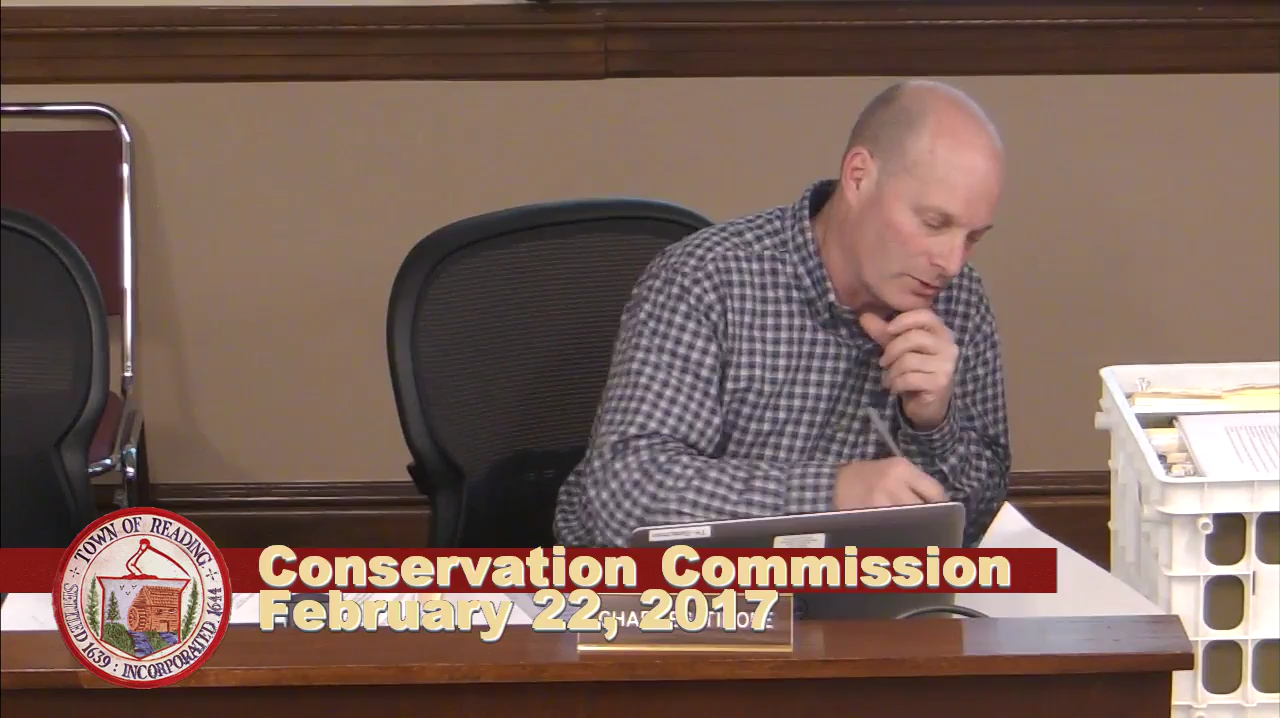 Conservation Commission
February 22, 2017
TOWN OF READING
SETTLED 1639 : INCORPORATED 1644